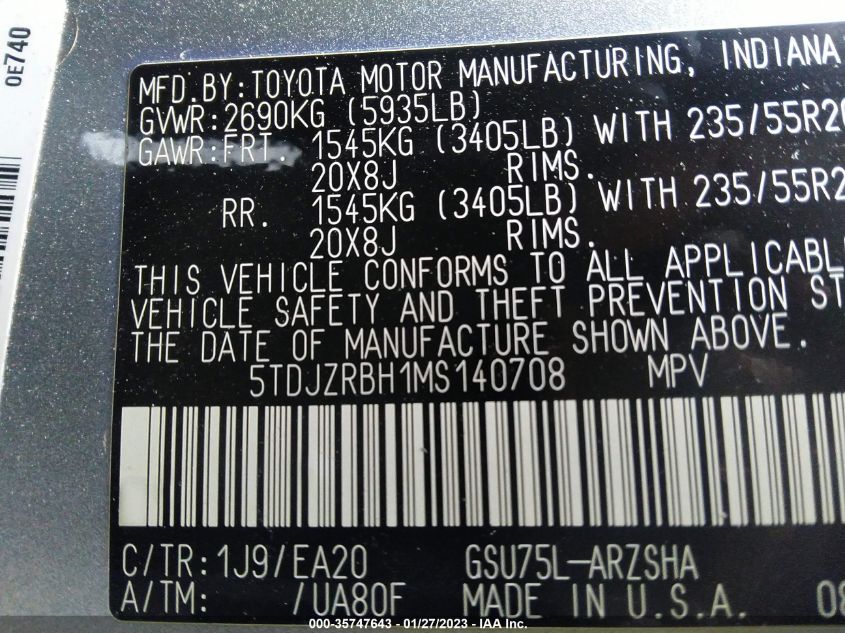 0E740
MFD.BY:TOYOTA MOTOR MANUFACTURING, INDIANA
GVWR:2690KG (5935LB)
GAWR:FRT. 1545KG (3405LB) WITH 235/55R20
20X8J RIMS.
RR. 1545KG (3405LB) WITH 235/55R2
20X8J RIMS.
THIS VEHICLE CONFORMS TO ALL APPLICABL
VEHICLE SAFETY AND THEFT PREVENTION ST
THE DATE OF MANUFACTURE SHOWN ABOVE.
5TDJZRBH1MS140708 MPV
C/TR:1J9/EA20 GSU75L-ARZSHA
A/TM: /UA80F MADE IN U.S.A. 08
000-35747643 - 01/27/2023 - IAA Inc.